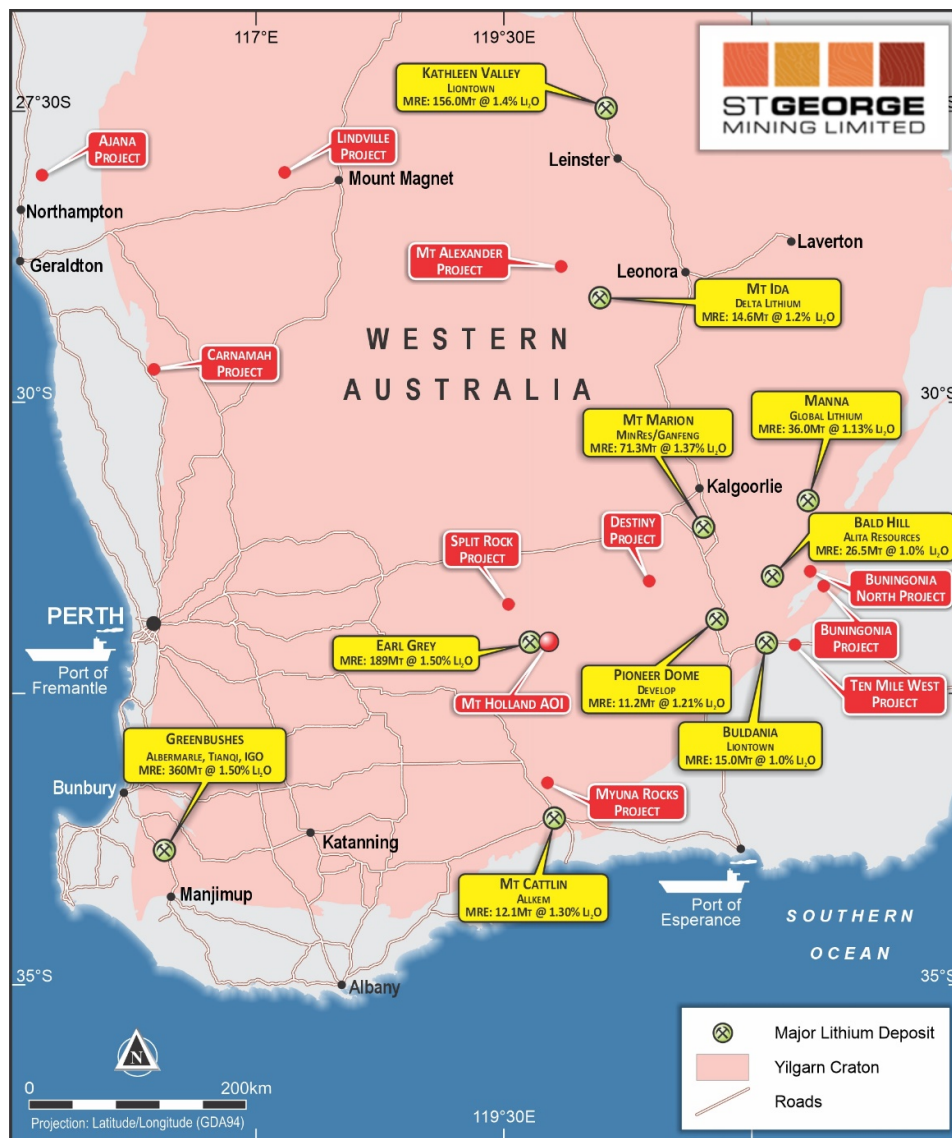 117°E
119°30'E
ST GEORGE
MINING LIMITED
KATHLEEN VALLEY
LIONTOWN
MRE: 156.0MT @ 1.4% LI₂O
27°30'S
AJANA
PROJECT
LINDVILLE
PROJECT
Leinster
Mount Magnet
Northampton
Geraldton
MT ALEXANDER
PROJECT
Laverton
Leonora
MT IDA
DELTA LITHIUM
MRE: 14.6MT @ 1.2% LI₂O
WESTERN
AUSTRALIA
CARNAMAH
PROJECT
30°S
30°S
MT MARION
MINRES/GANFENG
MRE: 71.3MT @ 1.37% LI₂O
MANNA
GLOBAL LITHIUM
MRE: 36.0MT @ 1.13% LI₂O
Kalgoorlie
SPLIT ROCK
PROJECT
DESTINY
PROJECT
BALD HILL
ALITA RESOURCES
MRE: 26.5MT @ 1.0% LI₂O
BUNINGONIA
NORTH PROJECT
PERTH
Port of
Fremantle
EARL GREY
MRE: 189MT @ 1.50% LI₂O
MT HOLLAND AOI
BUNINGONIA
PROJECT
PIONEER DOME
DEVELOP
MRE: 11.2MT @ 1.21% LI₂O
TEN MILE WEST
PROJECT
BULDANIA
LIONTOWN
MRE: 15.0MT @ 1.0% LI₂O
GREENBUSHES
ALBERMARLE, TIANQI, IGO
MRE: 360MT @ 1.50% LI₂O
Bunbury
MYUNA ROCKS
PROJECT
Katanning
Manjimup
MT CATTLIN
ALLKEM
MRE: 12.1MT @ 1.30% LI₂O
Port of
Esperance
SOUTHERN
OCEAN
35°S
35°S
Albany
N
0
200km
Projection: Latitude/Longitude (GDA94)
119°30'E
Major Lithium Deposit
Yilgarn Craton
Roads